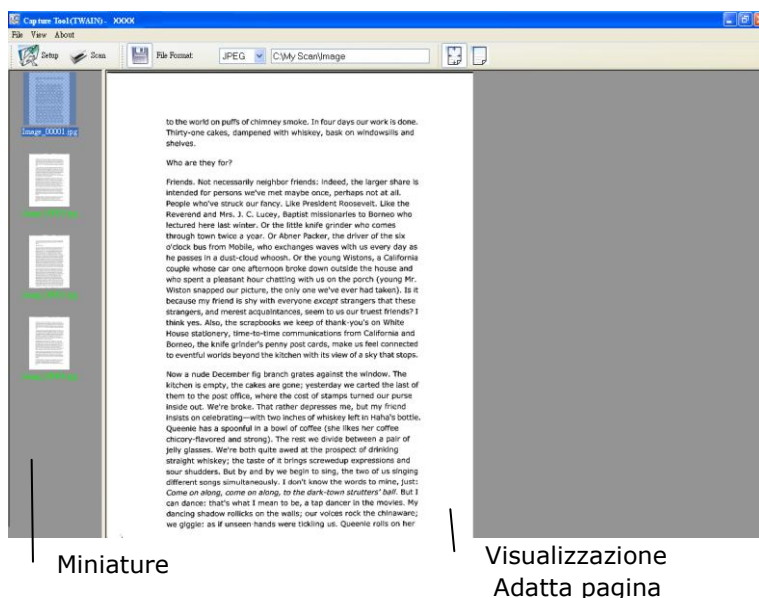 Capture Tool(TWAIN) - XXXX
File View About
Setup Scan File Format: JPEG C:\My Scan\Image
Image_00001.jpg
to the world on puffs of chimney smoke. In four days our work is done.
Thirty-one cakes, dampened with whiskey, bask on windowsills and
shelves.
Who are they for?
Friends. Not necessarily neighbor friends: indeed, the larger share is
intended for persons we've met maybe once, perhaps not at all.
People who've struck our fancy. Like President Roosevelt. Like the
Reverend and Mrs. J. C. Lucey, Baptist missionaries to Borneo who
lectured here last winter. Or the little knife grinder who comes
through town twice a year. Or Abner Packer, the driver of the six
o'clock bus from Mobile, who exchanges waves with us every day as
he passes in a dust-cloud whoosh. Or the young Wistons, a California
couple whose car one afternoon broke down outside the house and
who spent a pleasant hour chatting with us on the porch (young Mr.
Wiston snapped our picture, the only one we've ever had taken). Is it
because my friend is shy with everyone except strangers that these
strangers, and merest acquaintances, seem to us our truest friends? I
think yes. Also, the scrapbooks we keep of thank-you's on White
House stationery, time-to-time communications from California and
Borneo, the knife grinder's penny post cards, make us feel connected
to eventful worlds beyond the kitchen with its view of a sky that stops.
Now a nude December fig branch grates against the window. The
kitchen is empty, the cakes are gone; yesterday we carted the last of
them to the post office, where the cost of stamps turned our purse
inside out. We're broke. That rather depresses me, but my friend
insists on celebrating—with two inches of whiskey left in Haha's bottle.
Queenie has a spoonful in a bowl of coffee (she likes her coffee
chicory-flavored and strong). The rest we divide between a pair of
jelly glasses. We're both quite awed at the prospect of drinking
straight whiskey; the taste of it brings screwedup expressions and
sour shudders. But by and by we begin to sing, the two of us singing
different songs simultaneously. I don't know the words to mine, just:
Come on along, come on along, to the dark-town strutters' ball. But I
can dance: that's what I mean to be, a tap dancer in the movies. My
dancing shadow rollicks on the walls; our voices rock the chinaware;
we giggle: as if unseen hands were tickling us. Queenie rolls on her
Miniature
Visualizzazione
Adatta pagina